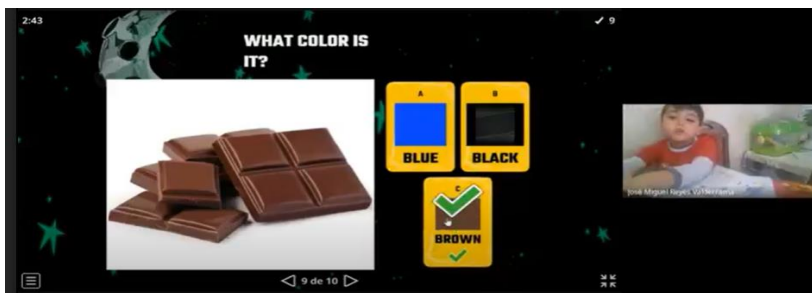 2:43
✓ 9
WHAT COLOR IS
IT?
A
BLUE
B
BLACK
C
BROWN
9 de 10
José Miguel Reyes Valderrama